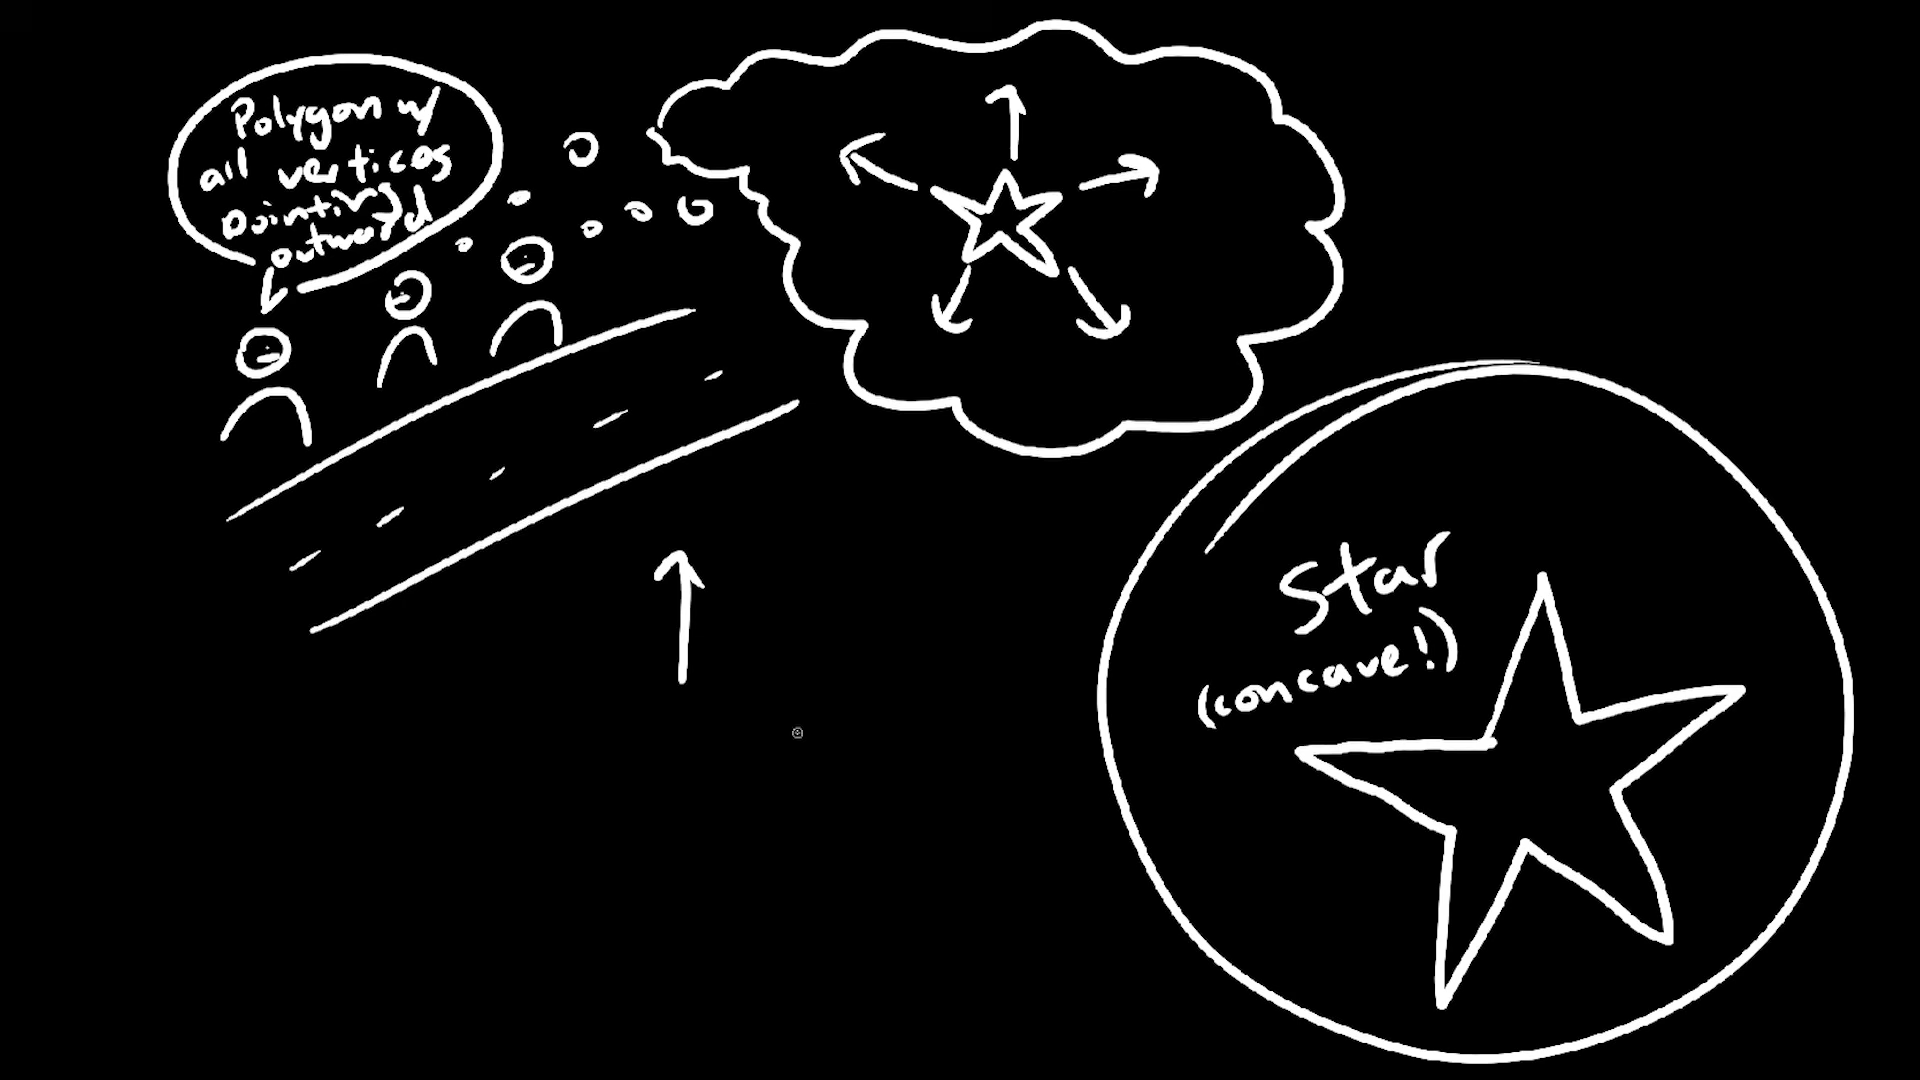 Polygon w/
all vertices
pointing
outward
Star
(concave!)